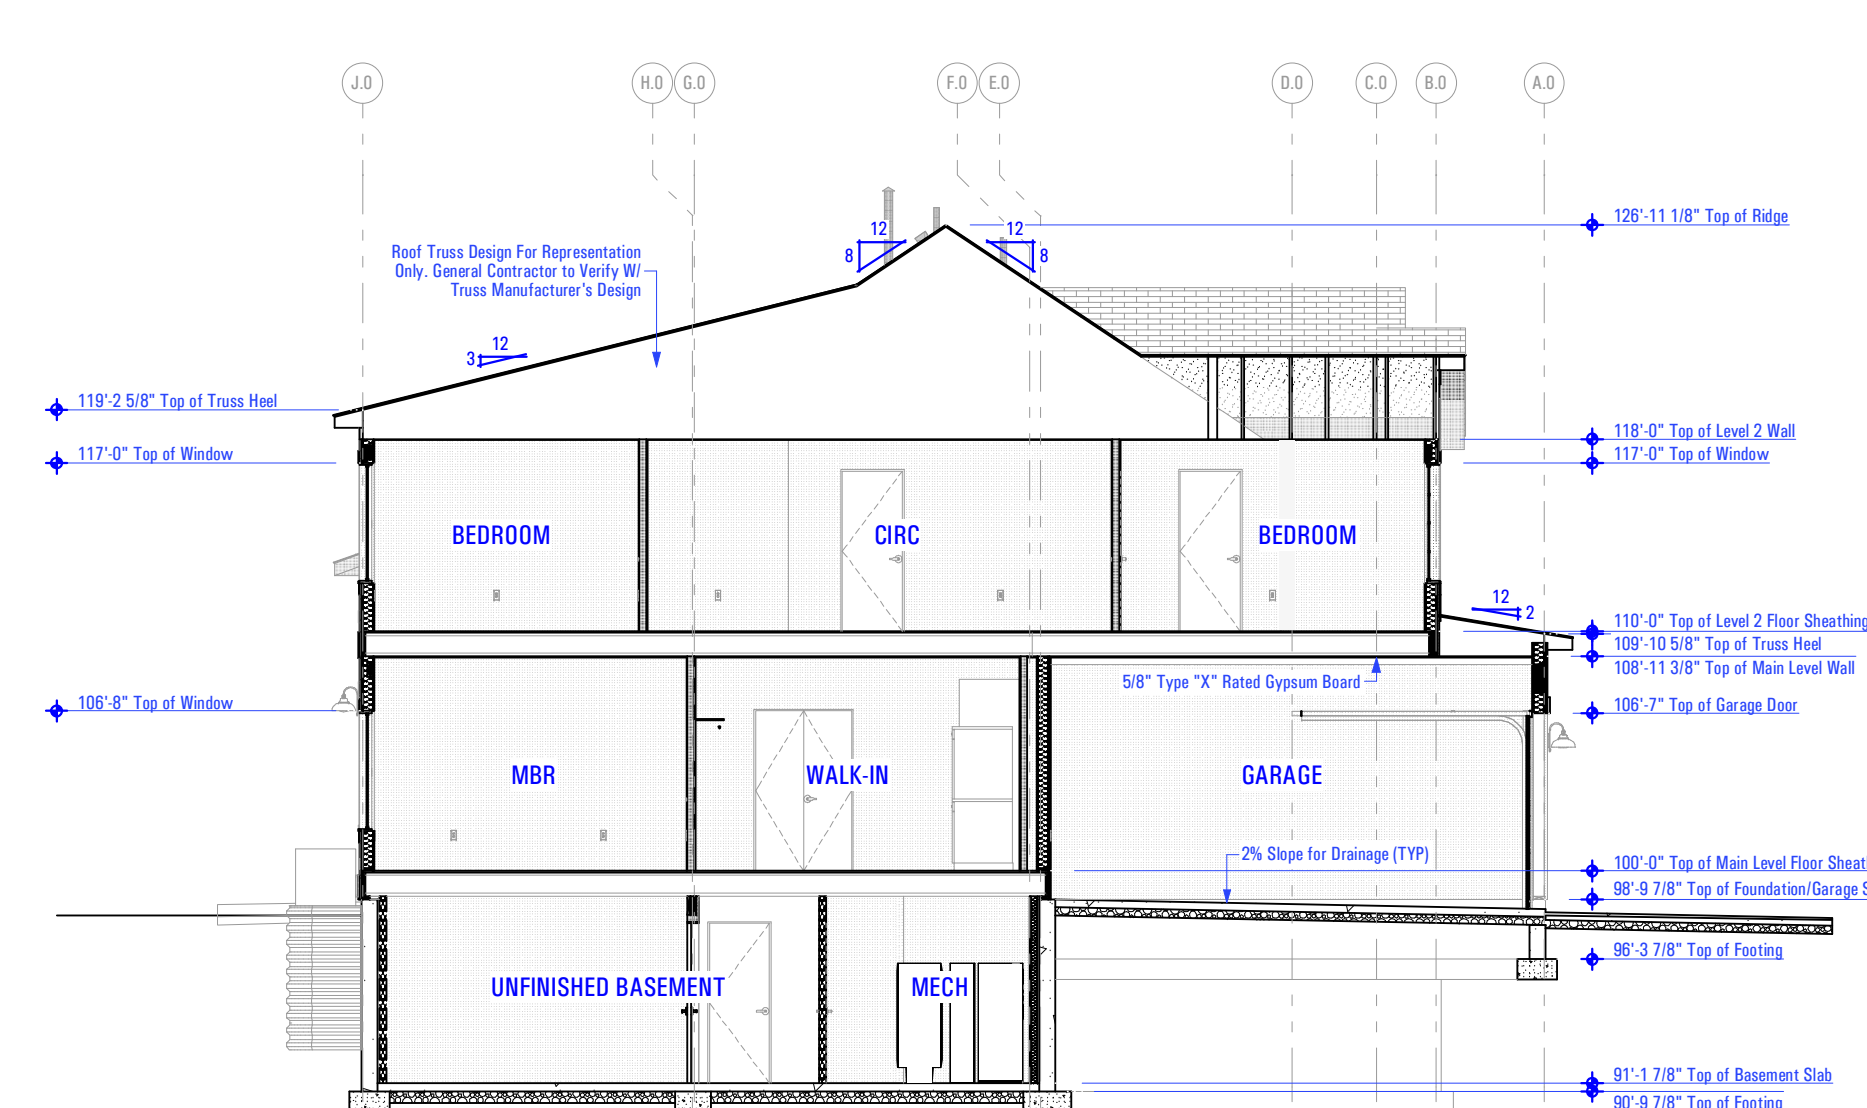 J.0
H.0
G.0
F.0
E.0
D.0
C.0
B.0
A.0
126'-11 1/8" Top of Ridge
12
8
12
8
Roof Truss Design For Representation
Only. General Contractor to Verify W/
Truss Manufacturer's Design
12
3
119'-2 5/8" Top of Truss Heel
118'-0" Top of Level 2 Wall
117'-0" Top of Window
117'-0" Top of Window
BEDROOM
CIRC
BEDROOM
12
2
110'-0" Top of Level 2 Floor Sheathing
109'-10 5/8" Top of Truss Heel
108'-11 3/8" Top of Main Level Wall
5/8" Type "X" Rated Gypsum Board
106'-8" Top of Window
106'-7" Top of Garage Door
MBR
WALK-IN
GARAGE
2% Slope for Drainage (TYP)
100'-0" Top of Main Level Floor Sheat
98'-9 7/8" Top of Foundation/Garage S
96'-3 7/8" Top of Footing
UNFINISHED BASEMENT
MECH
91'-1 7/8" Top of Basement Slab
90'-9 7/8" Top of Footing